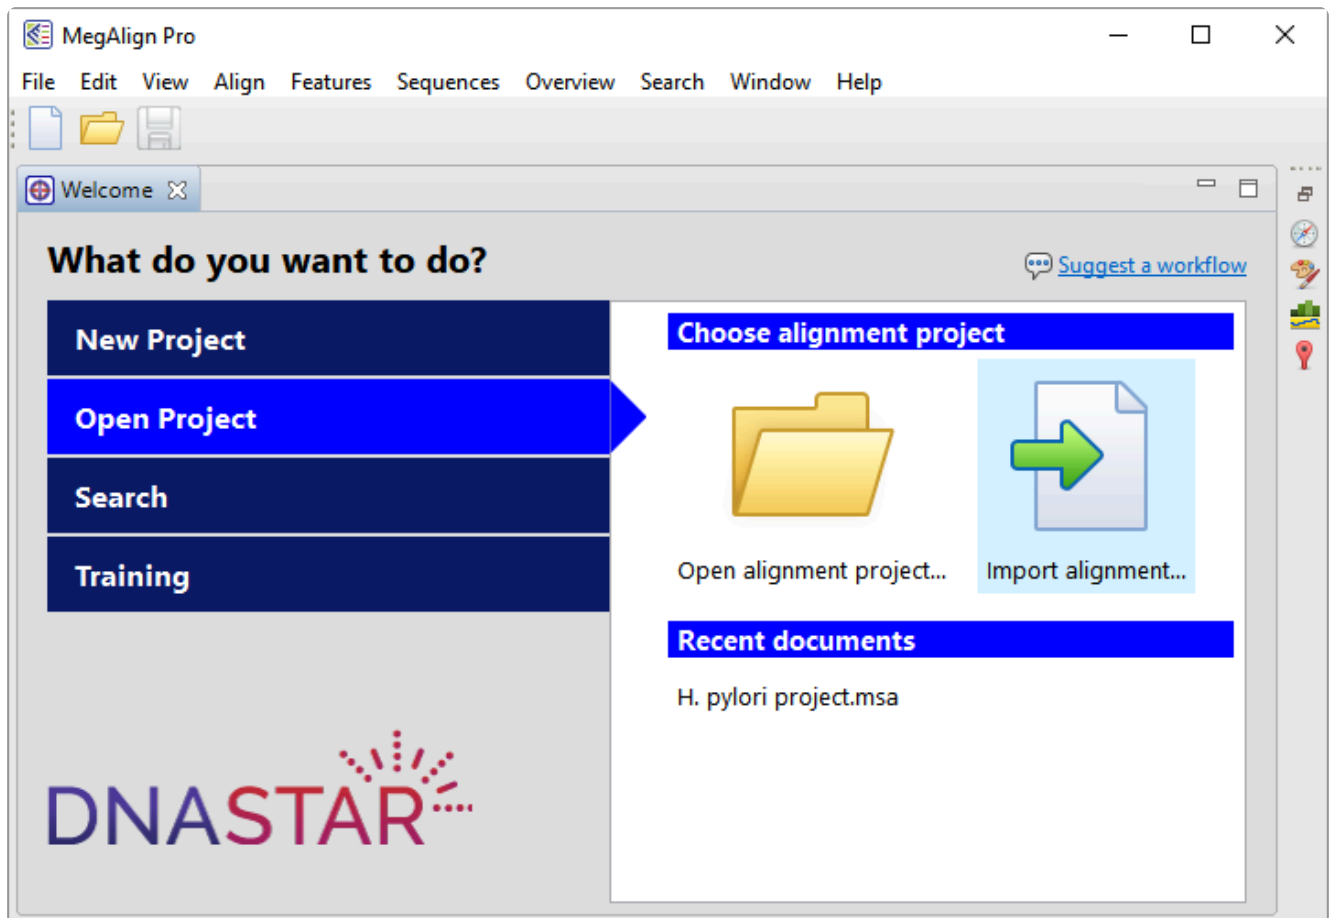 MegAlign Pro
File Edit View Align Features Sequences Overview Search Window Help
Welcome
What do you want to do?
Suggest a workflow
New Project
Open Project
Search
Training
Choose alignment project
Open alignment project... Import alignment...
Recent documents
H. pylori project.msa
DNASTAR